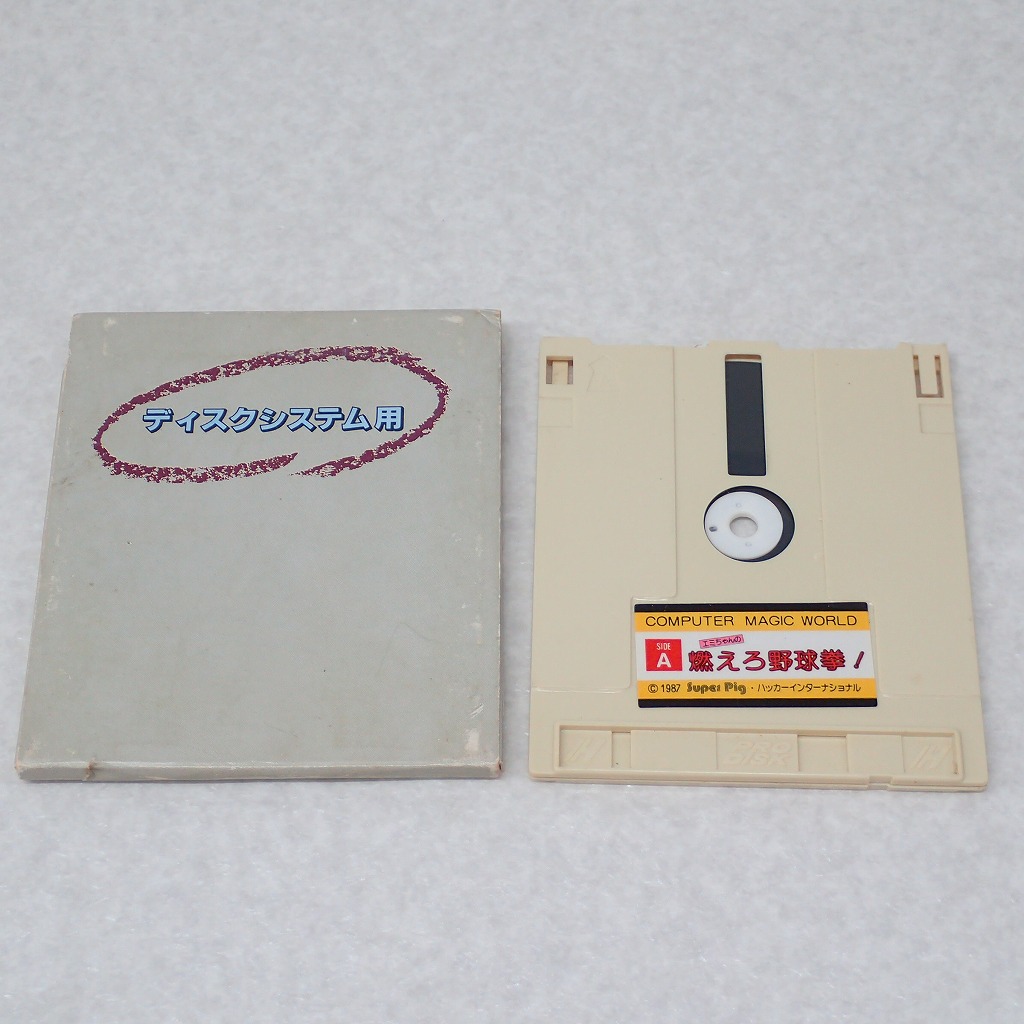 ディスクシステム用
COMPUTER MAGIC WORLD
SIDE
A
エミちゃんの
燃えろ野球拳!
© 1987 Super Pig・ハッカーインターナショナル
PRO
DISK